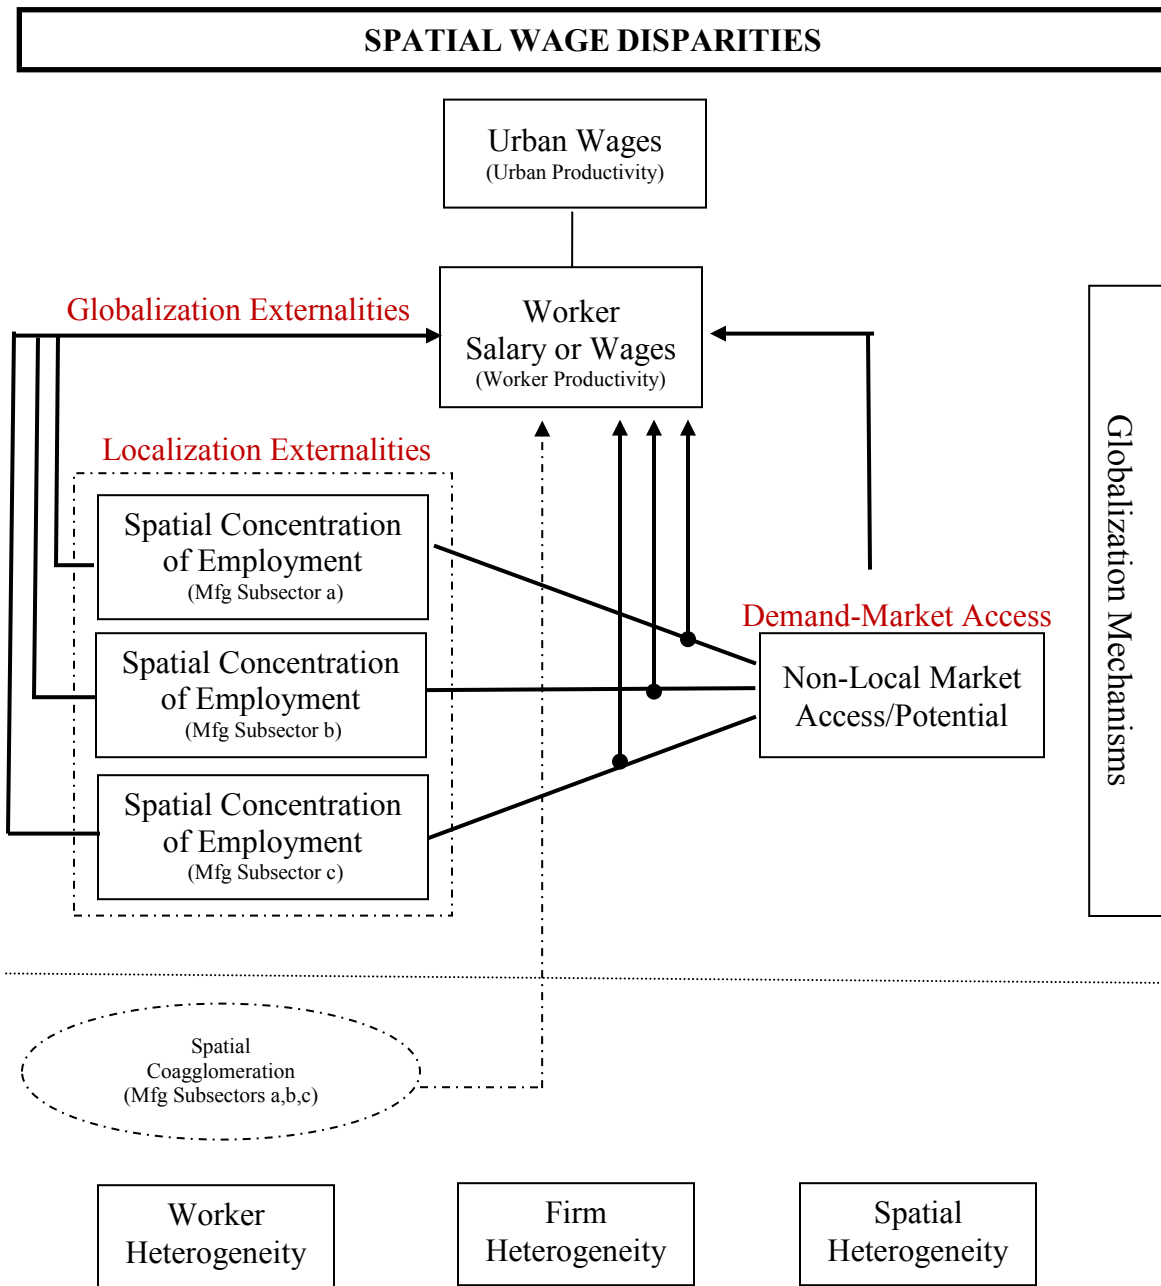 SPATIAL WAGE DISPARITIES
Urban Wages
(Urban Productivity)
Globalization Externalities
Worker
Salary or Wages
(Worker Productivity)
Localization Externalities
Spatial Concentration
of Employment
(Mfg Subsector a)
Spatial Concentration
of Employment
(Mfg Subsector b)
Spatial Concentration
of Employment
(Mfg Subsector c)
Demand-Market Access
Non-Local Market
Access/Potential
Globalization Mechanisms
Spatial
Coagglomeration
(Mfg Subsectors a,b,c)
Worker
Heterogeneity
Firm
Heterogeneity
Spatial
Heterogeneity